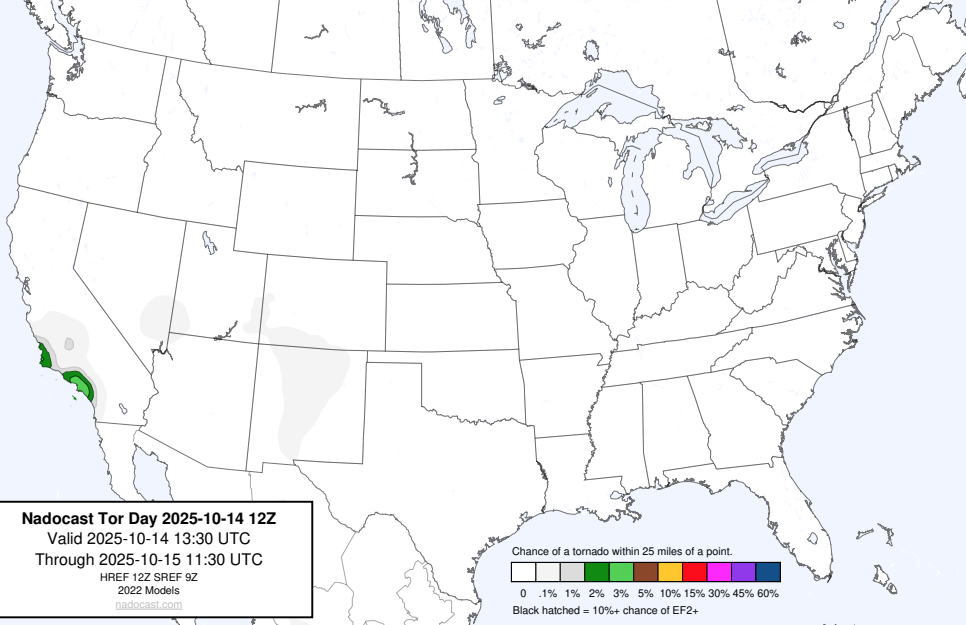 Nadocast Tor Day 2025-10-14 12Z
Valid 2025-10-14 13:30 UTC
Through 2025-10-15 11:30 UTC
HREF 12Z SREF 9Z
2022 Models
nadocast.com
Chance of a tornado within 25 miles of a point.
0 .1% 1% 2% 3% 5% 10% 15% 30% 45% 60%
Black hatched = 10%+ chance of EF2+